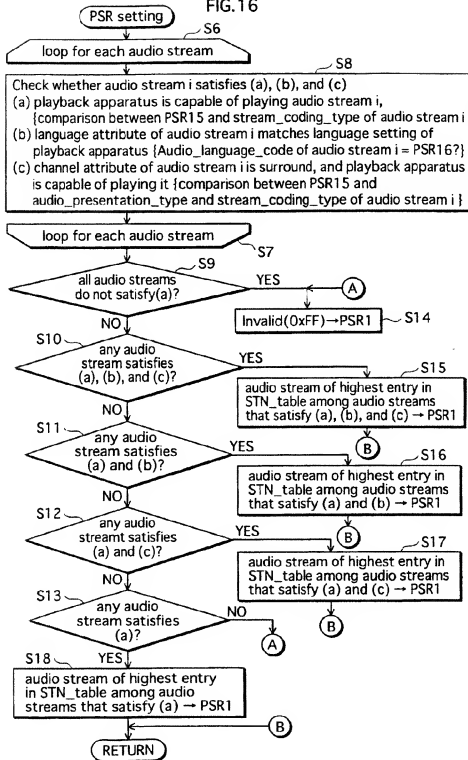 FIG.16
PSR setting
S6
loop for each audio stream
S8
Check whether audio stream i satisfies (a), (b), and (c)
(a) playback apparatus is capable of playing audio stream i,
{comparison between PSR15 and stream_coding_type of audio stream i
(b) language attribute of audio stream i matches language setting of
playback apparatus {Audio_language_code of audio stream i = PSR16?}
(c) channel attribute of audio stream i is surround, and playback apparatus
is capable of playing it {comparison between PSR15 and
audio_presentation_type and stream_coding_type of audio stream i }
loop for each audio stream
S7
S9
all audio streams
do not satisfy(a)?
YES
A
Invalid(0xFF)→PSR1
S14
NO
S10
any audio
stream satisfies
(a), (b), and (c)?
YES
S15
audio stream of highest entry in
STN_table among audio streams
that satisfy (a), (b), and (c) → PSR1
B
NO
S11
any audio
stream satisfies
(a) and (b)?
YES
S16
audio stream of highest entry in
STN_table among audio streams
that satisfy (a) and (b) → PSR1
B
NO
S12
any audio
streamt satisfies
(a) and (c)?
YES
S17
audio stream of highest entry in
STN_table among audio streams
that satisfy (a) and (c) → PSR1
B
NO
S13
any audio
stream satisfies
(a)?
NO
A
YES
S18
audio stream of highest entry
in STN_table among audio
streams that satisfy (a) → PSR1
B
RETURN